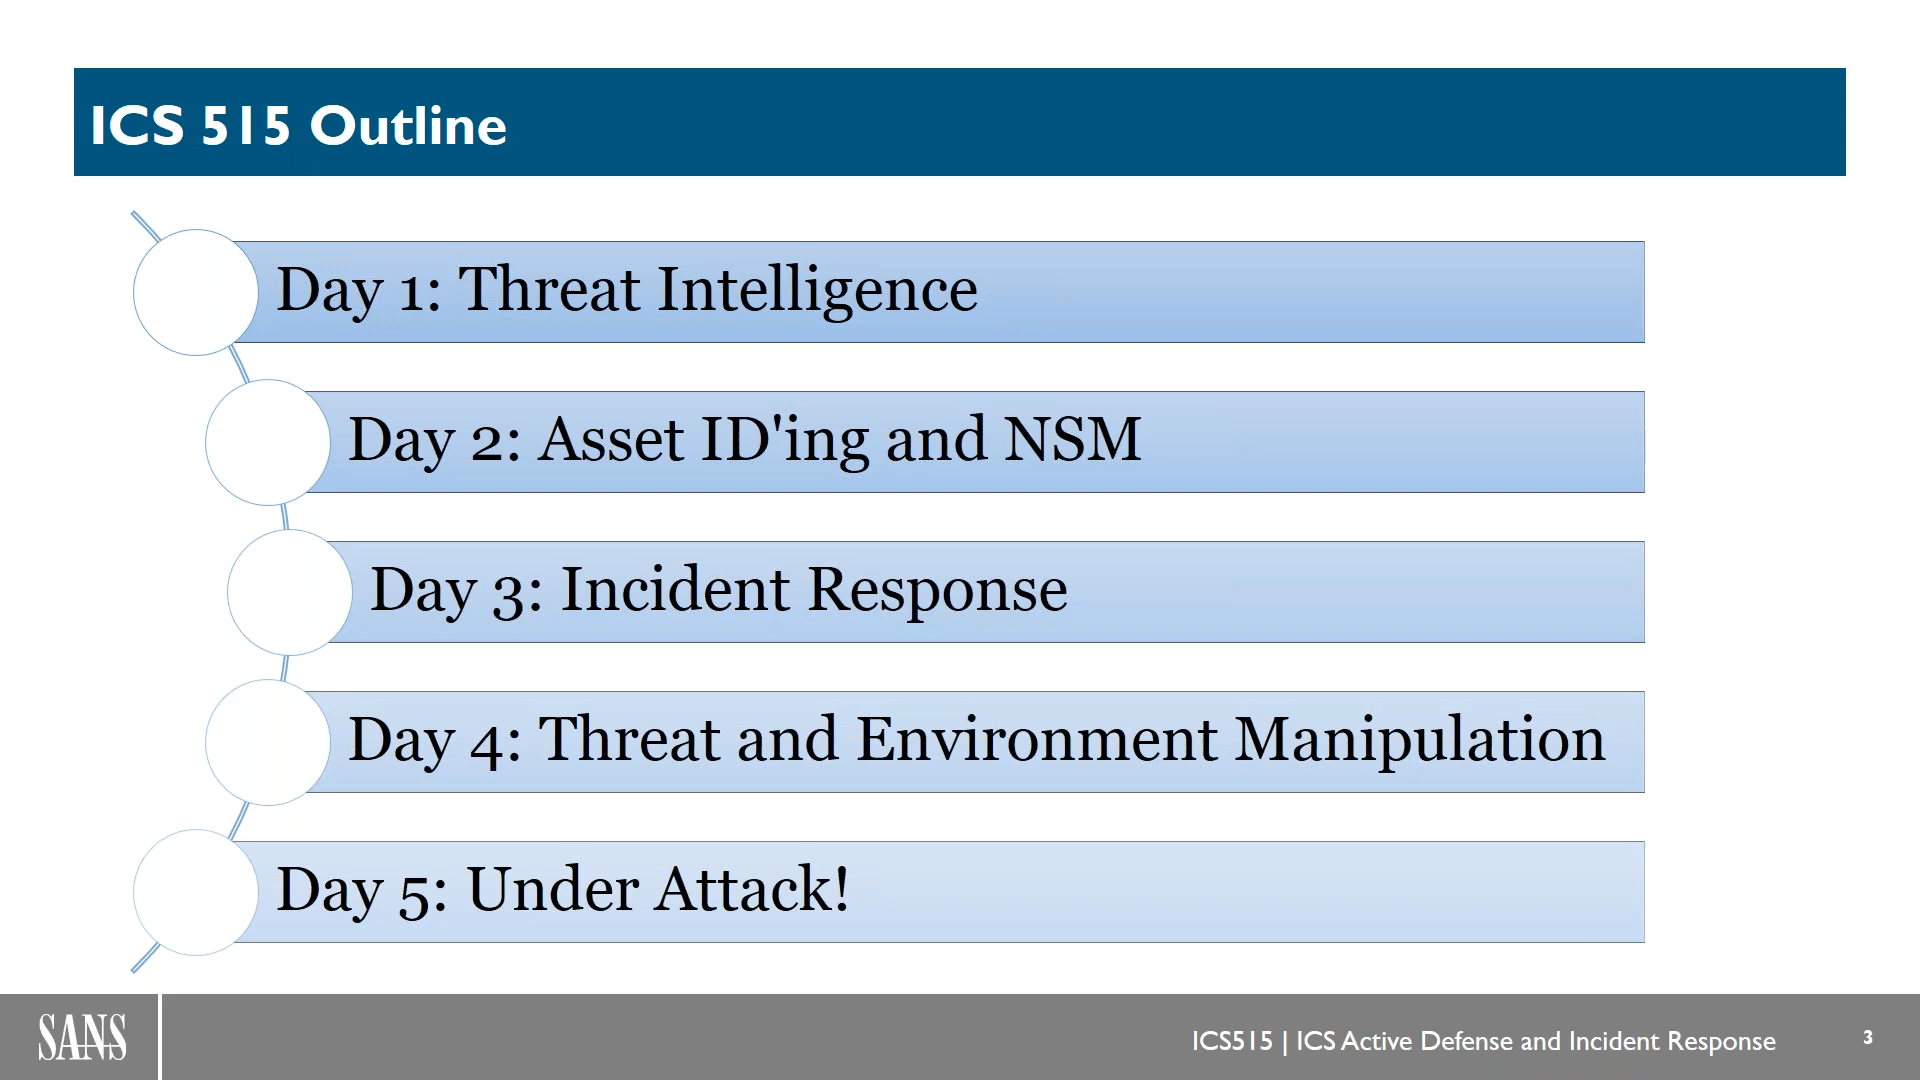 ICS 515 Outline
Day 1: Threat Intelligence
Day 2: Asset ID'ing and NSM
Day 3: Incident Response
Day 4: Threat and Environment Manipulation
Day 5: Under Attack!
SANS
ICS515 | ICS Active Defense and Incident Response
3